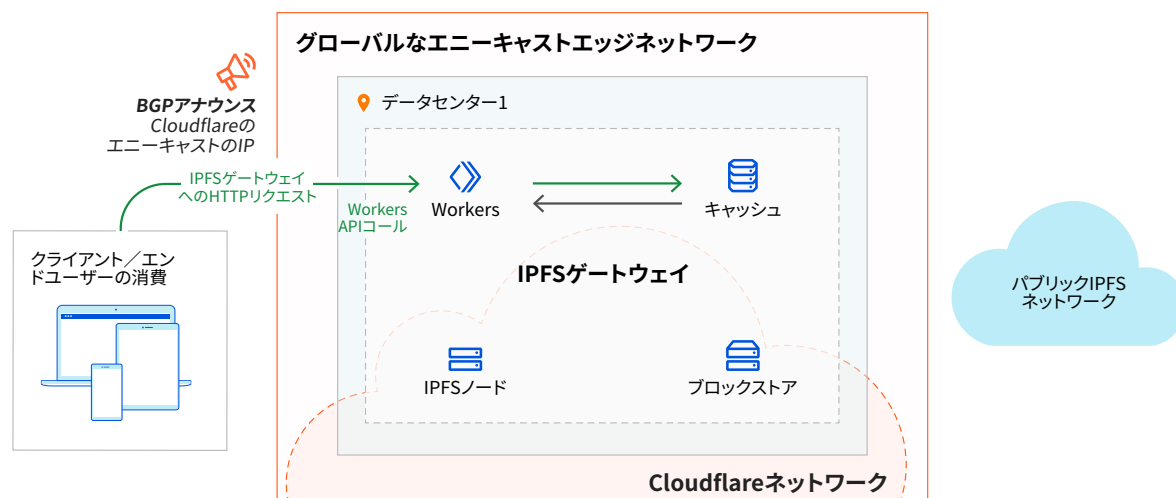 グローバルなエニーキャストエッジネットワーク
BGPアナウンス
Cloudflareの
エニーキャストのIP
データセンター1
IPFSゲートウェイ
へのHTTPリクエスト
Workers
APIコール
Workers
キャッシュ
クライアント／エン
ドユーザーの消費
IPFSゲートウェイ
パブリックIPFS
ネットワーク
IPFSノード
ブロックストア
Cloudflareネットワーク